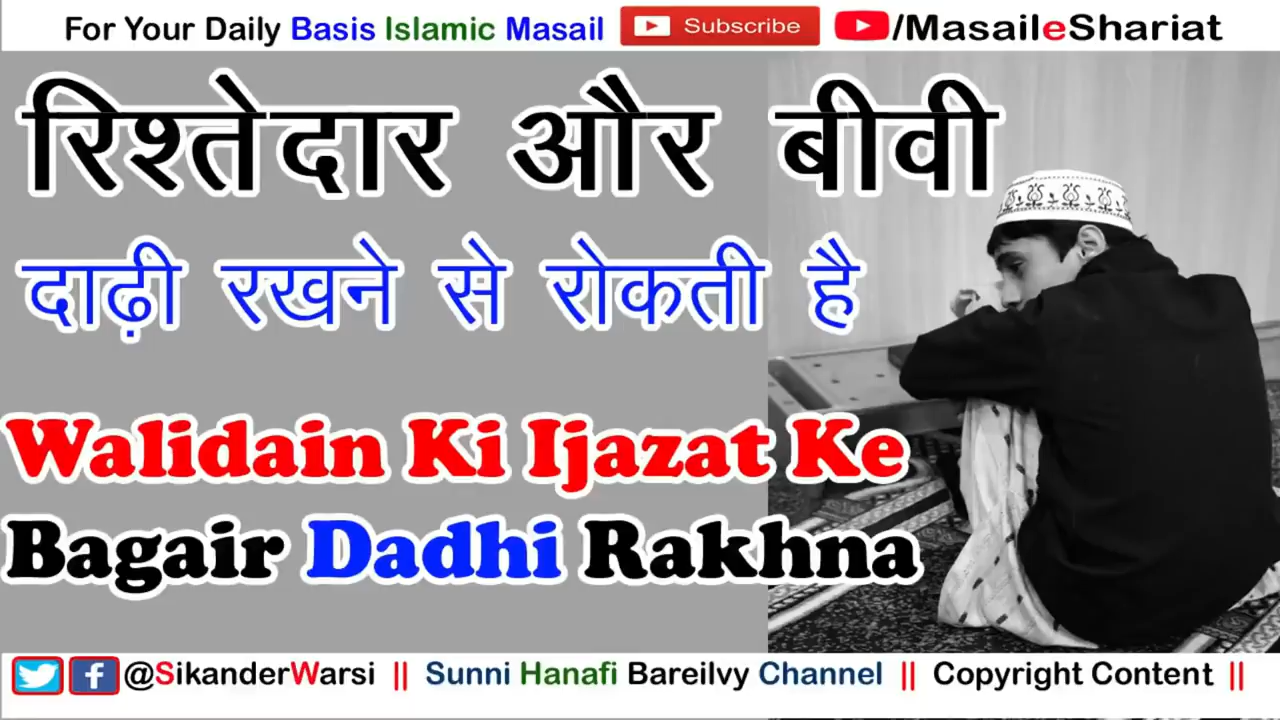 For Your Daily Basis Islamic Masail Subscribe /MasaileShariat
रिश्तेदार और बीवी
दाढ़ी रखने से रोकती है
Walidain Ki Ijazat Ke
Bagair Dadhi Rakhna
@SikanderWarsi || Sunni Hanafi Bareilvy Channel || Copyright Content ||